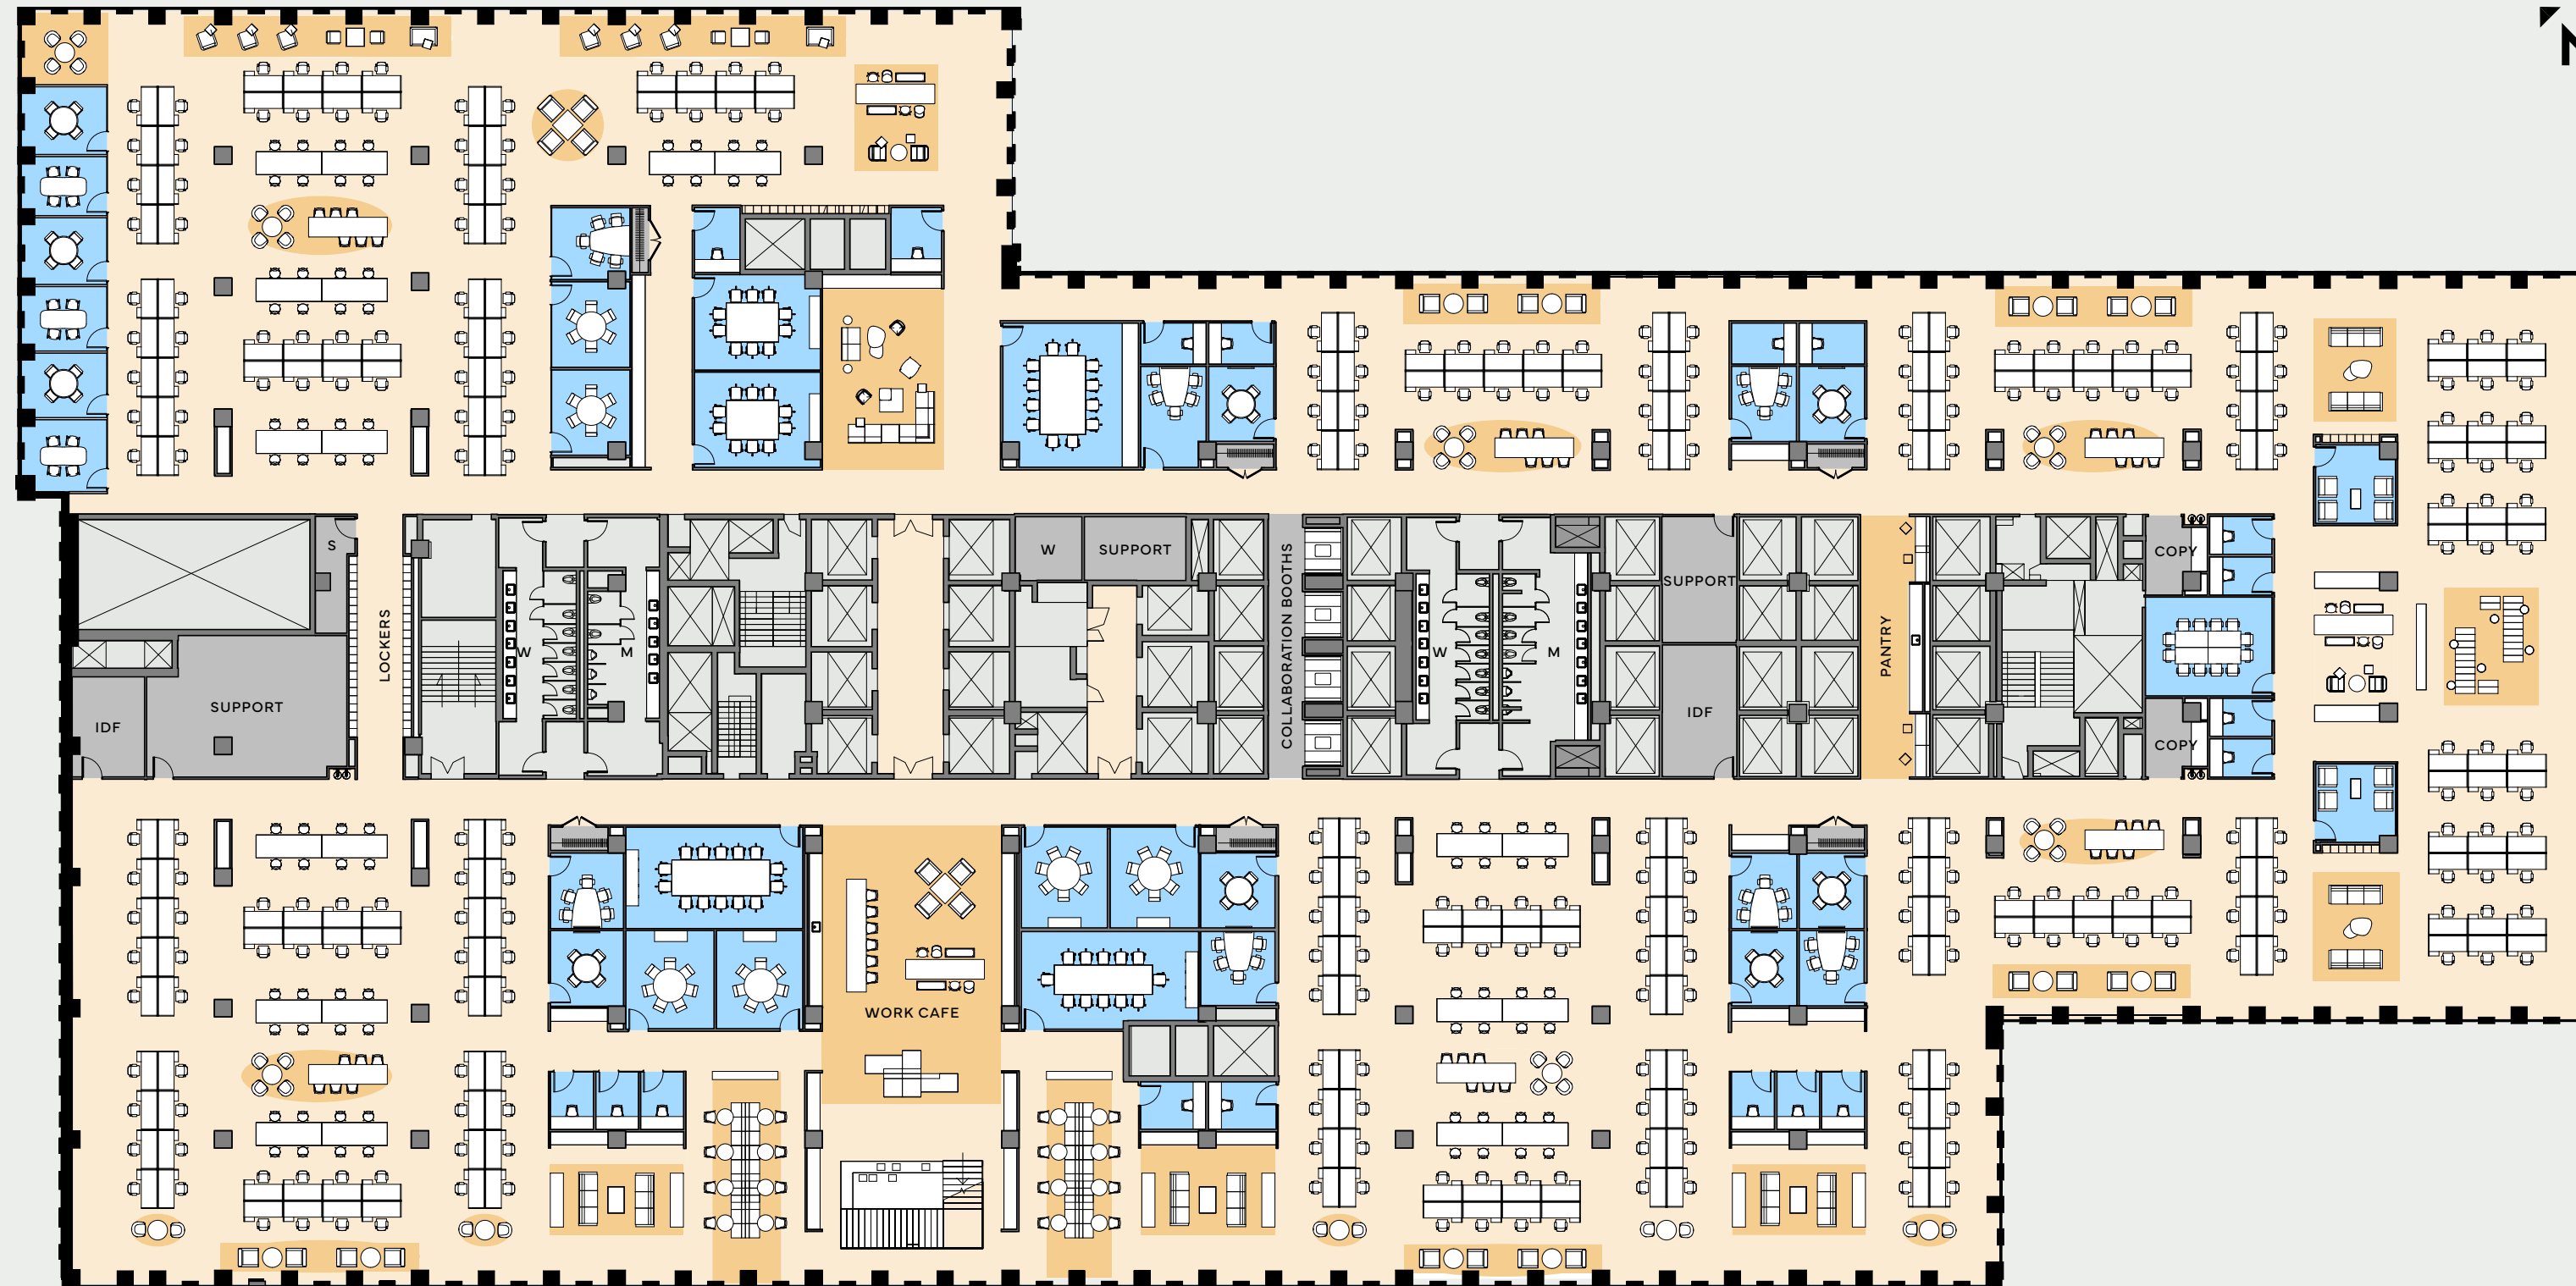 S
LOCKERS
W
M
SUPPORT
IDF
W
SUPPORT
COLLABORATION BOOTHS
W
M
SUPPORT
IDF
PANTRY
COPY
COPY
WORK CAFE